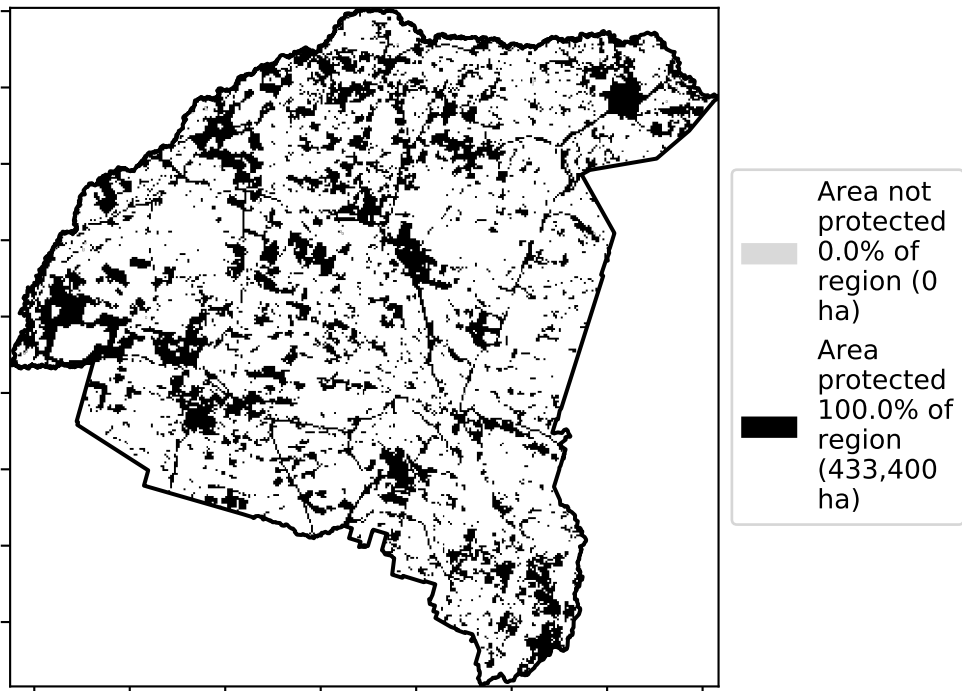 Area not
protected
0.0% of
region (0
ha)
Area
protected
100.0% of
region
(433,400
ha)